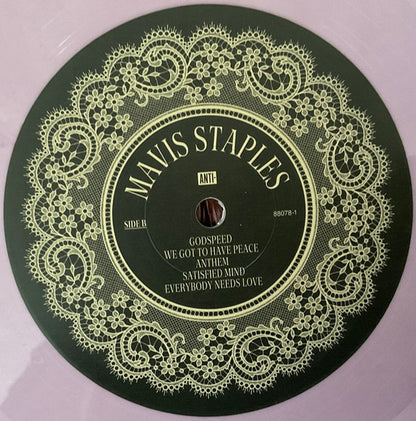 MAVIS STAPLES
ANTI-
SIDE B
88078-1
GODSPEED
WE GOT TO HAVE PEACE
ANTHEM
SATISFIED MIND
EVERYBODY NEEDS LOVE